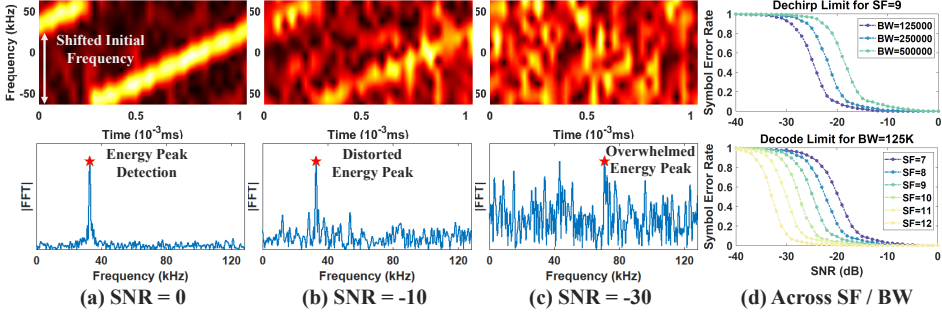 Frequency (kHz)
50
0
50
Shifted Initial
Frequency
0
0.5
1
Time (10-3ms)
0
0.5
1
Time (10-3ms)
0
0.5
1
Time (10-3ms)
Dechirp Limit for SF=9
Symbol Error Rate
1.0
0.8
0.6
0.4
0.2
0.0
BW=125000
BW=250000
BW=500000
-40
-30
-20
-10
0
|FFT|
Energy Peak
Detection
0
40
80
120
Frequency (kHz)
|FFT|
Distorted
Energy Peak
0
40
80
120
Frequency (kHz)
|FFT|
Overwhelmed
Energy Peak
0
40
80
120
Frequency (kHz)
Decode Limit for BW=125K
Symbol Error Rate
1.0
0.8
0.6
0.4
0.2
0.0
SF=7
SF=8
SF=9
SF=10
SF=11
SF=12
-40
-30
-20
-10
0
SNR (dB)
(a) SNR = 0
(b) SNR = -10
(c) SNR = -30
(d) Across SF / BW